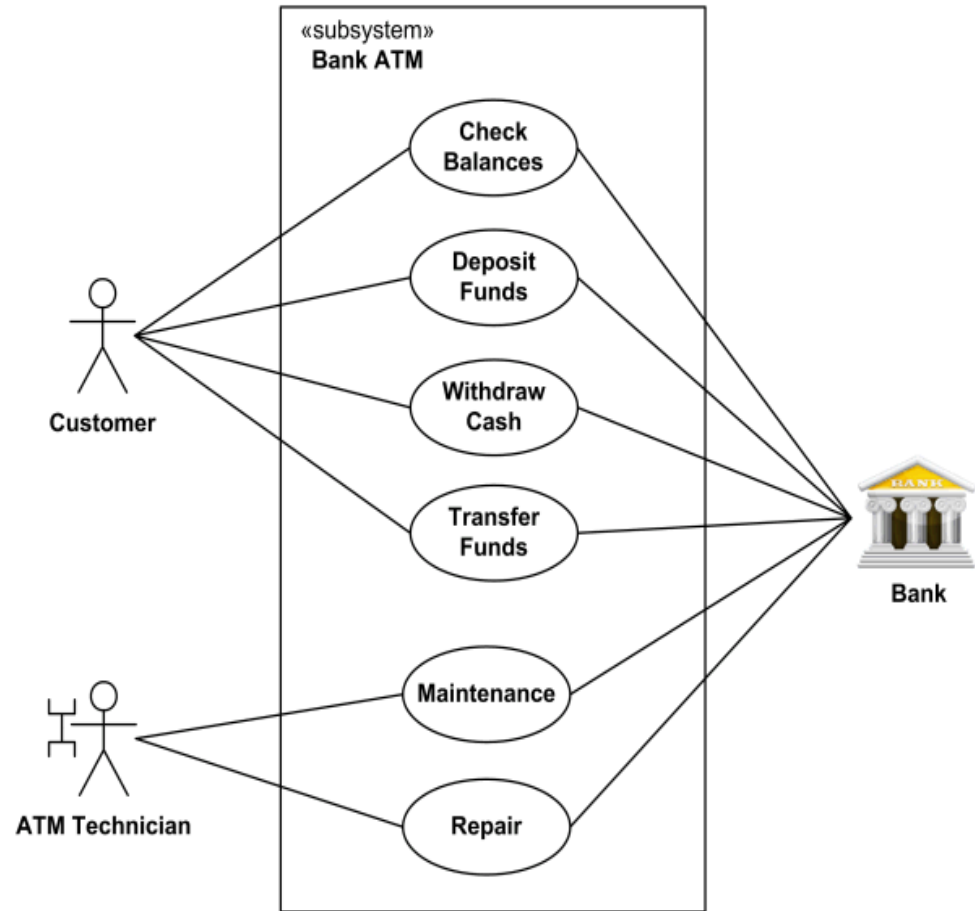 «subsystem»
Bank ATM
Check
Balances
Deposit
Funds
Customer
Withdraw
Cash
Transfer
Funds
BANK
Bank
Maintenance
ATM Technician
Repair